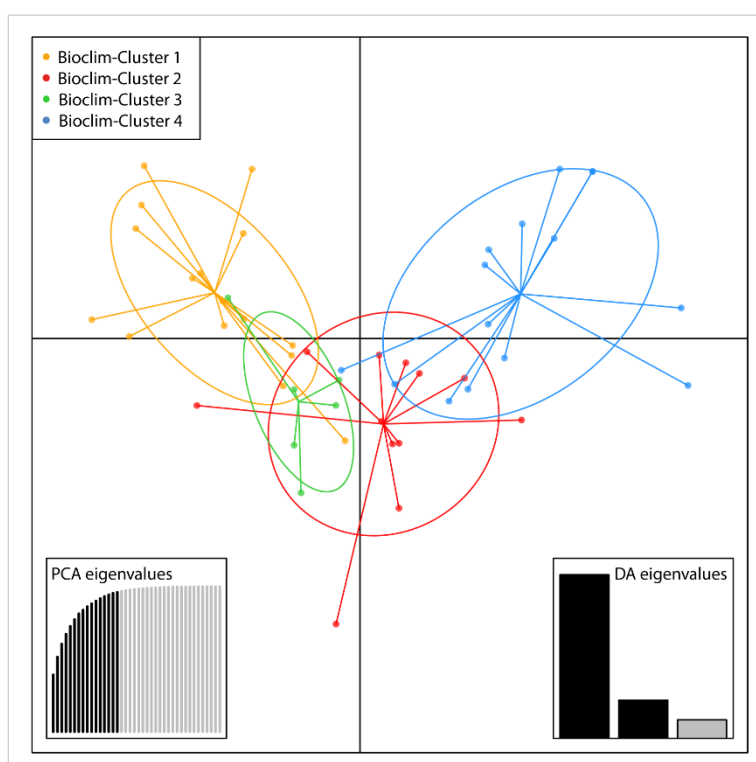 Bioclim-Cluster 1
Bioclim-Cluster 2
Bioclim-Cluster 3
Bioclim-Cluster 4
PCA eigenvalues
DA eigenvalues